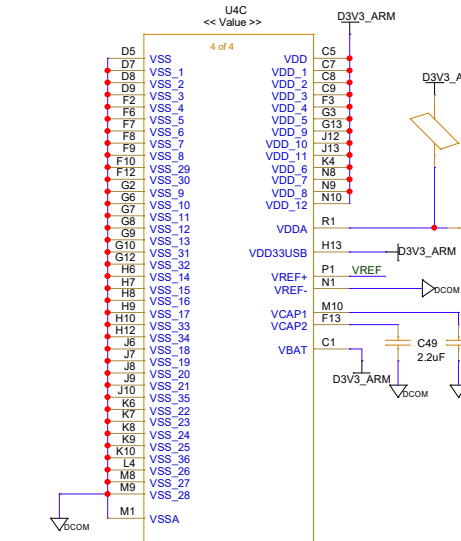 U4C
<< Value >>
D3V3_ARM
4 of 4
D5 VSS VDD C5
D7 VSS_1 VDD_1 C7
D8 VSS_2 VDD_2 C8
D9 VSS_3 VDD_3 C9
F2 VSS_4 VDD_4 F3
F6 VSS_5 VDD_5 G3
F7 VSS_6 VDD_9 G13
F8 VSS_7 VDD_10 J12
F9 VSS_8 VDD_11 J13
F10 VSS_29 VDD_6 K4
F12 VSS_30 VDD_7 N8
G2 VSS_9 VDD_8 N9
G6 VSS_10 VDD_12 N10
G7 VSS_11
G8 VSS_12 VDDA R1
G9 VSS_13
G10 VSS_31 VDD33USB H13 D3V3_ARM
G12 VSS_32
H6 VSS_14 VREF+ P1 VREF
H7 VSS_15 VREF- N1 DCOM
H8 VSS_16
H9 VSS_17 VCAP1 M10
H10 VSS_33 VCAP2 F13
H12 VSS_34
J6 VSS_18 VBAT C1
J7 VSS_19
J8 VSS_20
J9 VSS_21
J10 VSS_35
K6 VSS_22
K7 VSS_23
K8 VSS_24
K9 VSS_25
K10 VSS_36
L4 VSS_26
M8 VSS_27
M9 VSS_28
M1 VSSA
DCOM
D3V3_A
C49
2.2uF
D3V3_ARM
DCOM